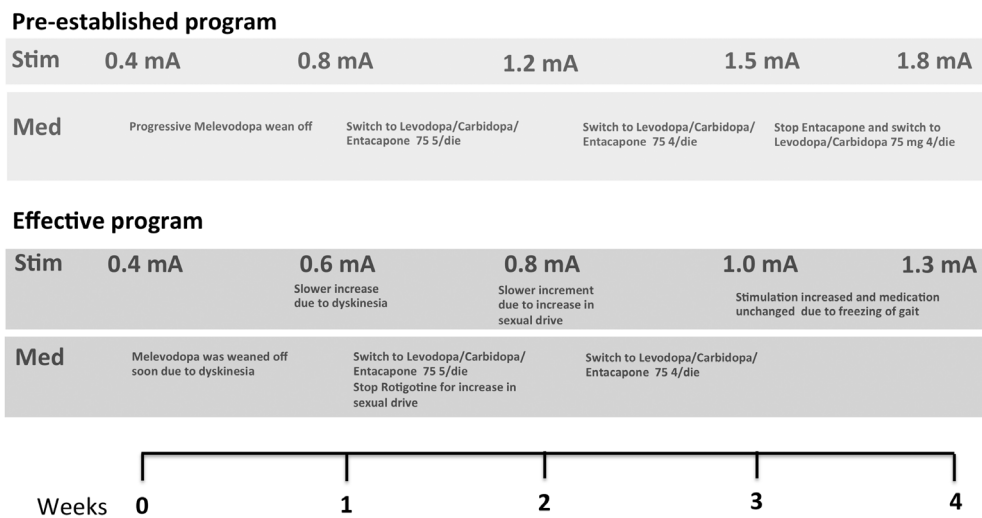 Pre-established program
Stim 0.4 mA 0.8 mA 1.2 mA 1.5 mA 1.8 mA
Med Progressive Melevodopa wean off Switch to Levodopa/Carbidopa/ Switch to Levodopa/Carbidopa/ Stop Entacapone and switch to
Entacapone 75 5/die Entacapone 75 4/die Levodopa/Carbidopa 75 mg 4/die
Effective program
Stim 0.4 mA 0.6 mA 0.8 mA 1.0 mA 1.3 mA
Slower increase Slower increment Stimulation increased and medication
due to dyskinesia due to increase in unchanged due to freezing of gait
sexual drive
Med Melevodopa was weaned off Switch to Levodopa/Carbidopa/ Switch to Levodopa/Carbidopa/
soon due to dyskinesia Entacapone 75 5/die Entacapone 75 4/die
Stop Rotigotine for increase in
sexual drive
Weeks 0 1 2 3 4